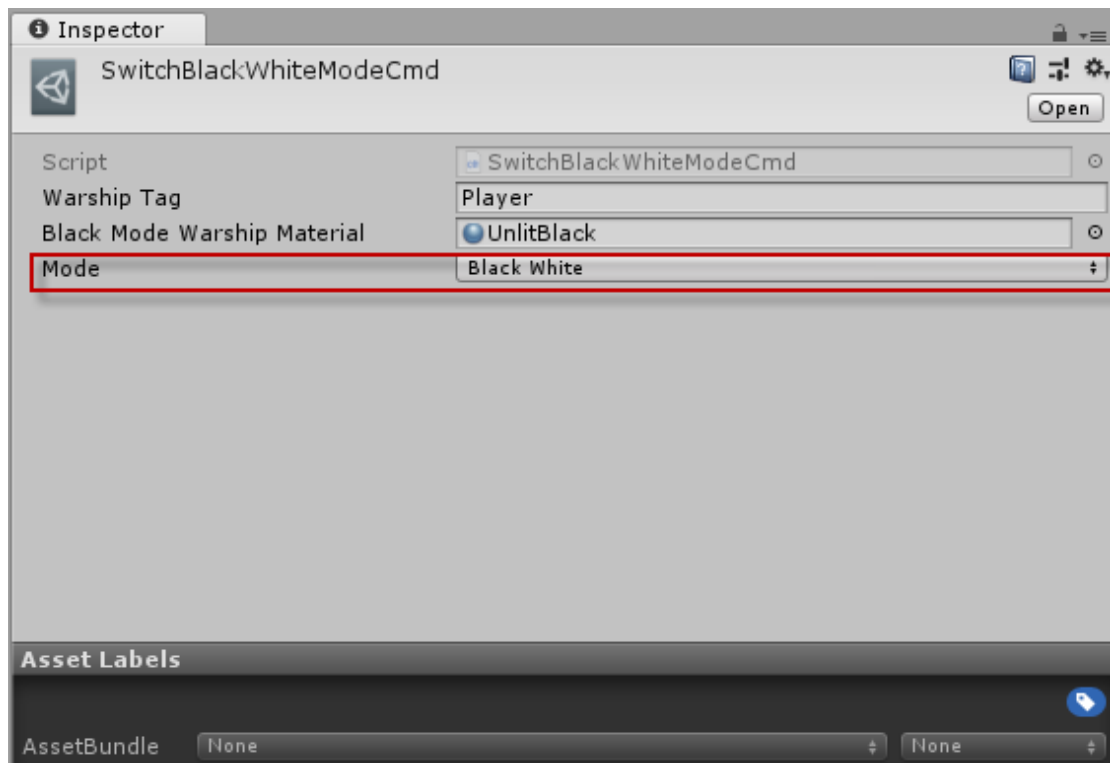 Inspector
SwitchBlackWhiteModeCmd
Open
Script SwitchBlackWhiteModeCmd
Warship Tag Player
Black Mode Warship Material UnlitBlack
Mode Black White
Asset Labels
AssetBundle None None